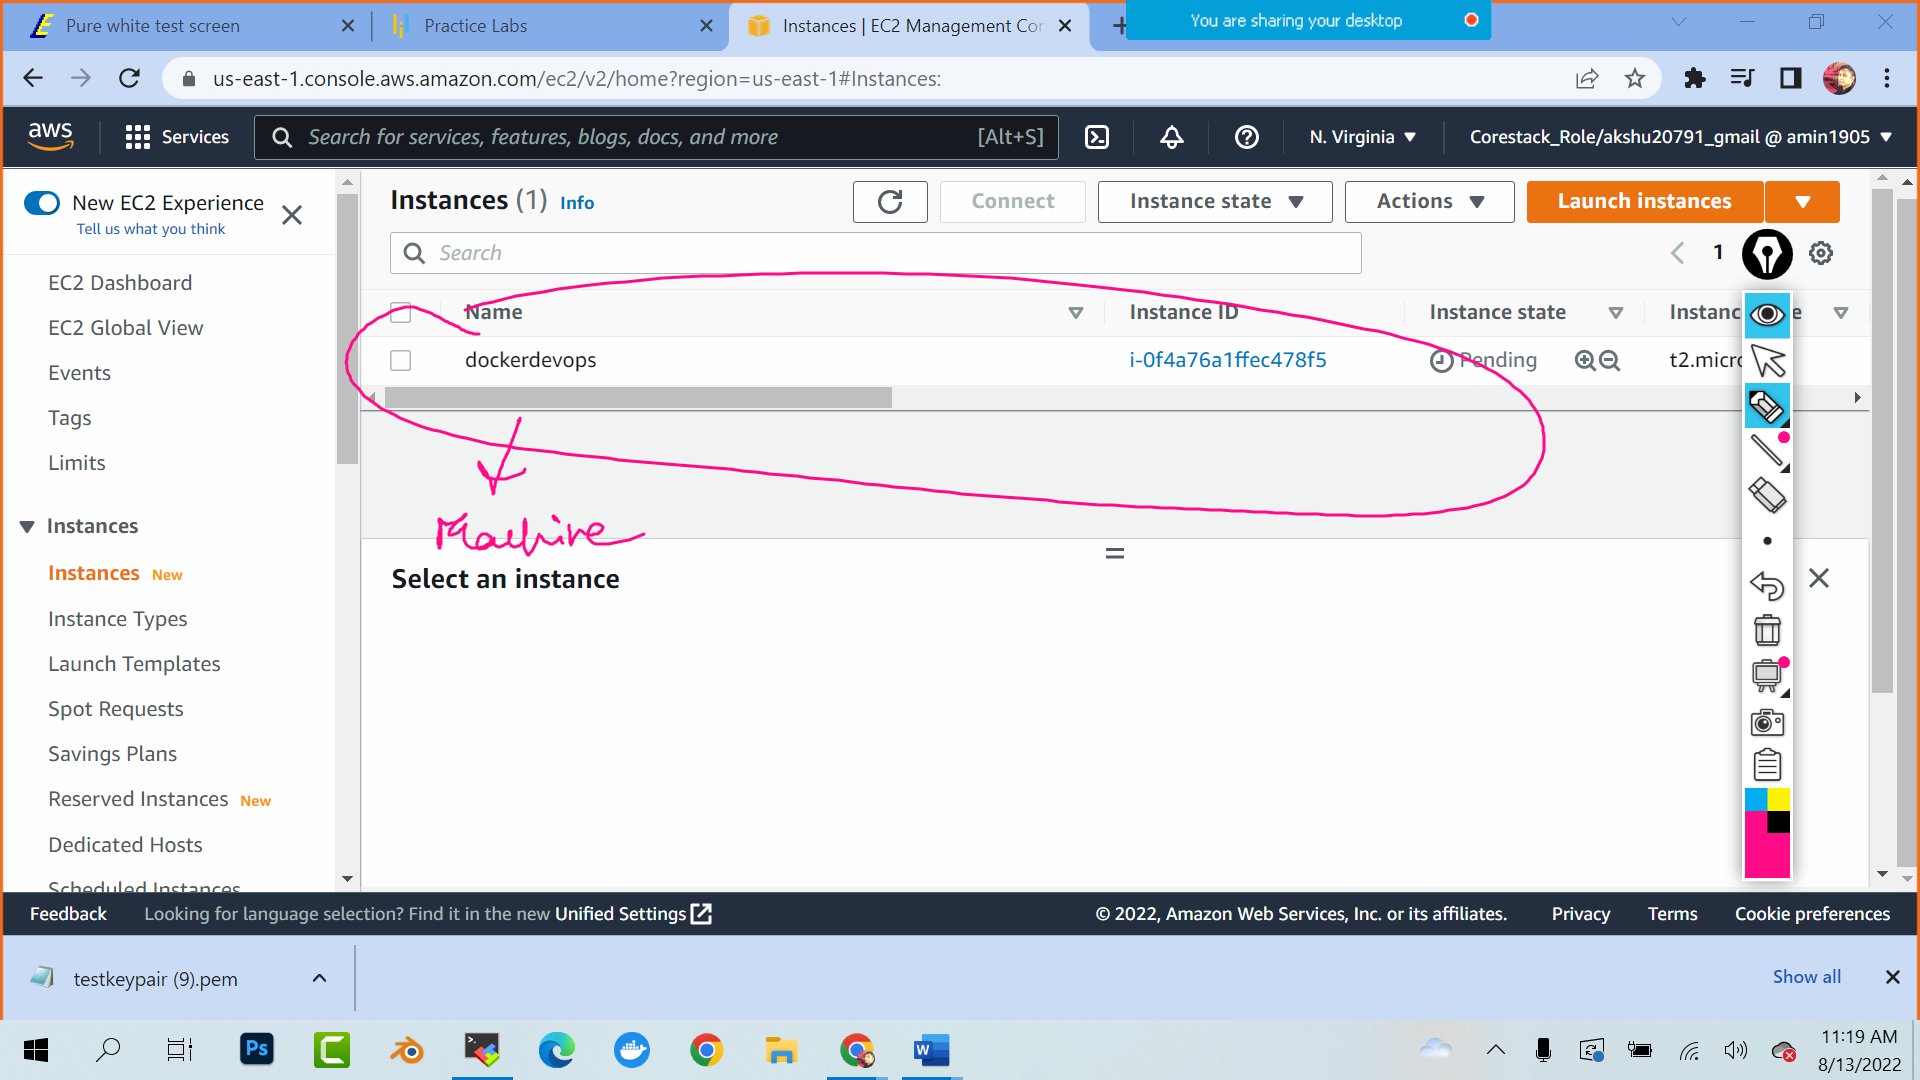 Pure white test screen
Practice Labs
Instances | EC2 Management Cor
You are sharing your desktop
us-east-1.console.aws.amazon.com/ec2/v2/home?region=us-east-1#Instances:
aws
Services
Search for services, features, blogs, docs, and more
[Alt+S]
N. Virginia
Corestack_Role/akshu20791_gmail @ amin1905
New EC2 Experience
Tell us what you think
EC2 Dashboard
EC2 Global View
Events
Tags
Limits
Instances
Instances New
Instance Types
Launch Templates
Spot Requests
Savings Plans
Reserved Instances New
Dedicated Hosts
Scheduled Instances
Instances (1) Info
Connect
Instance state
Actions
Launch instances
Search
1
Name
Instance ID
Instance state
Instanc e
dockerdevops
i-0f4a76a1ffec478f5
Pending
t2.micro
Machine
Select an instance
Feedback
Looking for language selection? Find it in the new Unified Settings
© 2022, Amazon Web Services, Inc. or its affiliates.
Privacy
Terms
Cookie preferences
testkeypair (9).pem
Show all
Ps
W
11:19 AM
8/13/2022